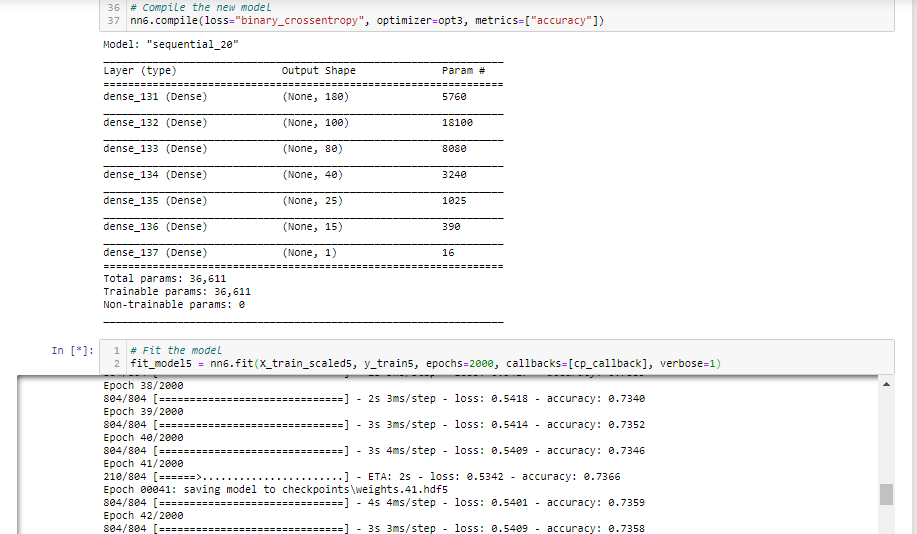 36 # Compile the new model
37 nn6.compile(loss="binary_crossentropy", optimizer=opt3, metrics=["accuracy"])
Model: "sequential_20"
Layer (type) Output Shape Param #
dense_131 (Dense) (None, 180) 5760
dense_132 (Dense) (None, 100) 18100
dense_133 (Dense) (None, 80) 8080
dense_134 (Dense) (None, 40) 3240
dense_135 (Dense) (None, 25) 1025
dense_136 (Dense) (None, 15) 390
dense_137 (Dense) (None, 1) 16
Total params: 36,611
Trainable params: 36,611
Non-trainable params: 0
In [*]: 1 # Fit the model
2 fit_model5 = nn6.fit(X_train_scaled5, y_train5, epochs=2000, callbacks=[cp_callback], verbose=1)
Epoch 38/2000
804/804 [==============================] - 2s 3ms/step - loss: 0.5418 - accuracy: 0.7340
Epoch 39/2000
804/804 [==============================] - 3s 3ms/step - loss: 0.5414 - accuracy: 0.7352
Epoch 40/2000
804/804 [==============================] - 3s 4ms/step - loss: 0.5409 - accuracy: 0.7346
Epoch 41/2000
210/804 [======>.......................] - ETA: 2s - loss: 0.5342 - accuracy: 0.7366
Epoch 00041: saving model to checkpoints\weights.41.hdf5
804/804 [==============================] - 4s 4ms/step - loss: 0.5401 - accuracy: 0.7359
Epoch 42/2000
804/804 [==============================] - 3s 3ms/step - loss: 0.5409 - accuracy: 0.7358